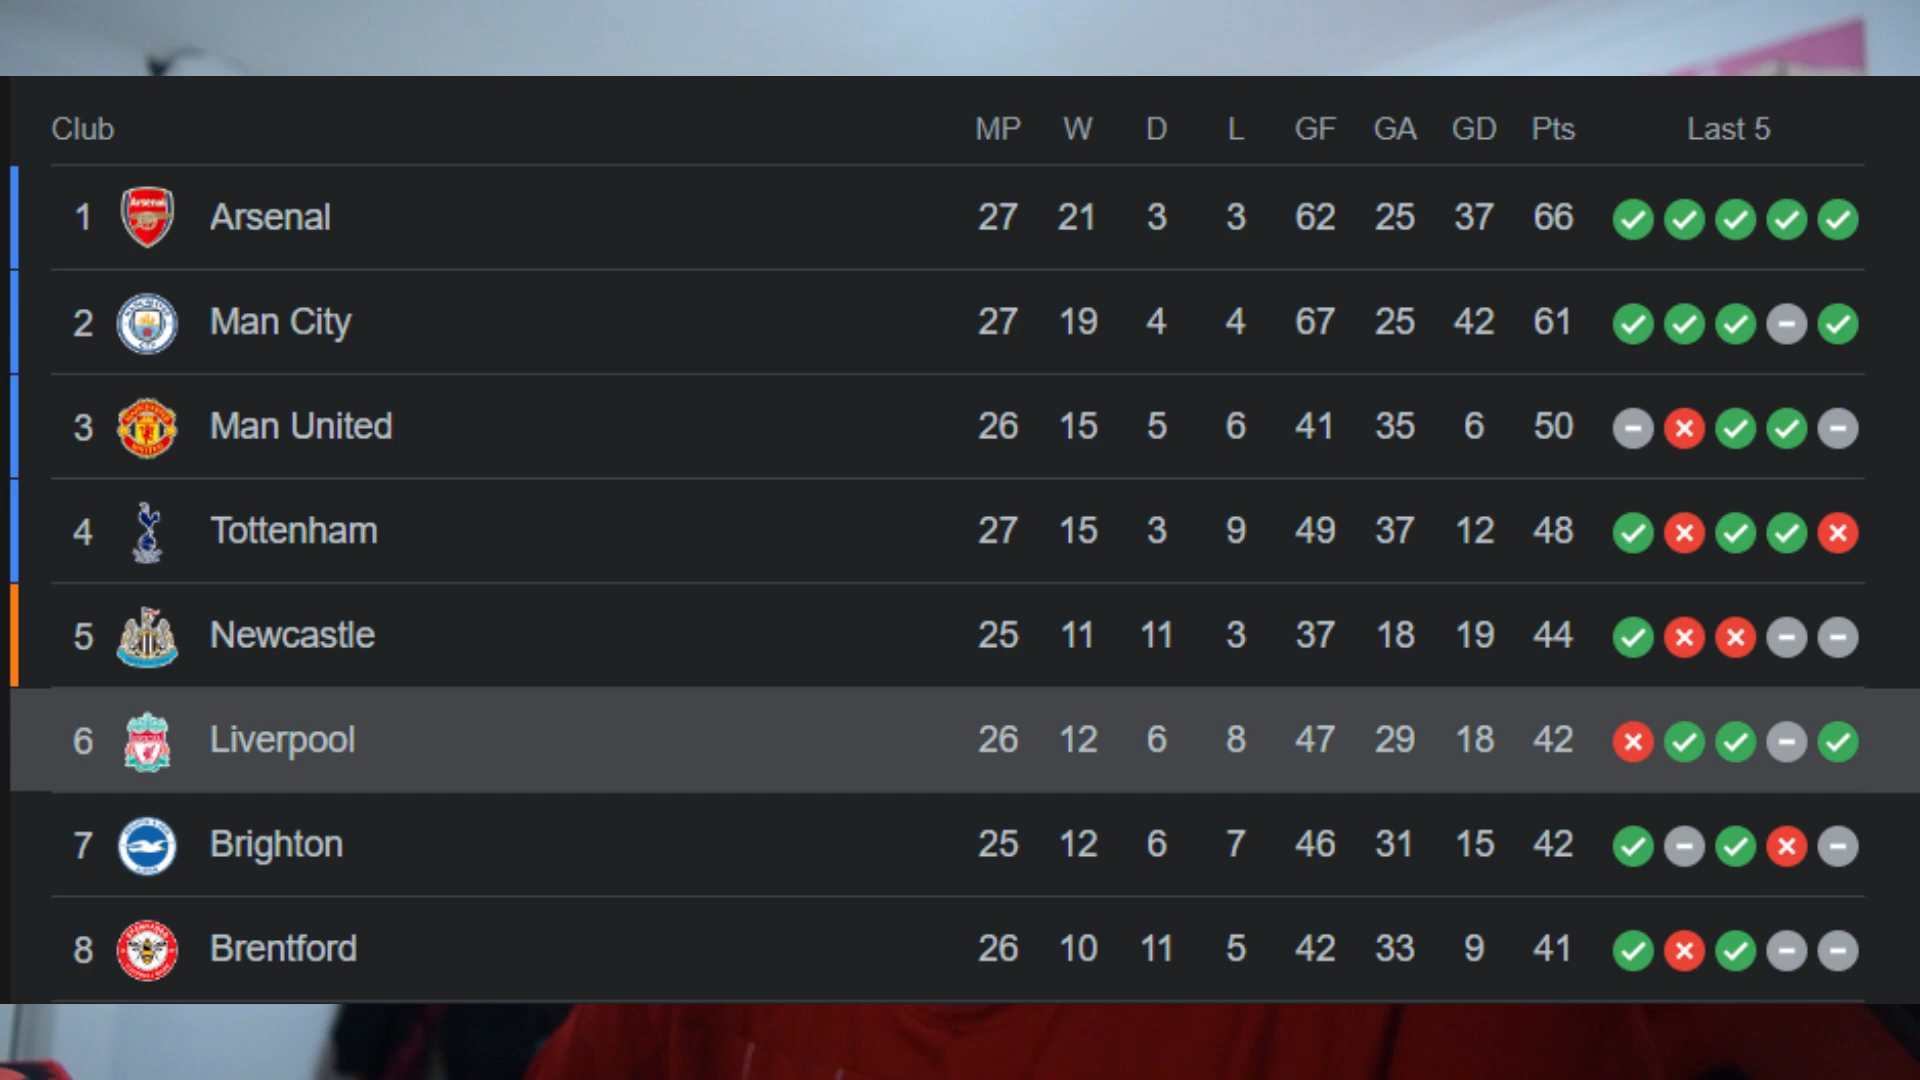 Club MP W D L GF GA GD Pts Last 5
1 Arsenal 27 21 3 3 62 25 37 66
2 Man City 27 19 4 4 67 25 42 61
3 Man United 26 15 5 6 41 35 6 50
4 Tottenham 27 15 3 9 49 37 12 48
5 Newcastle 25 11 11 3 37 18 19 44
6 Liverpool 26 12 6 8 47 29 18 42
7 Brighton 25 12 6 7 46 31 15 42
8 Brentford 26 10 11 5 42 33 9 41